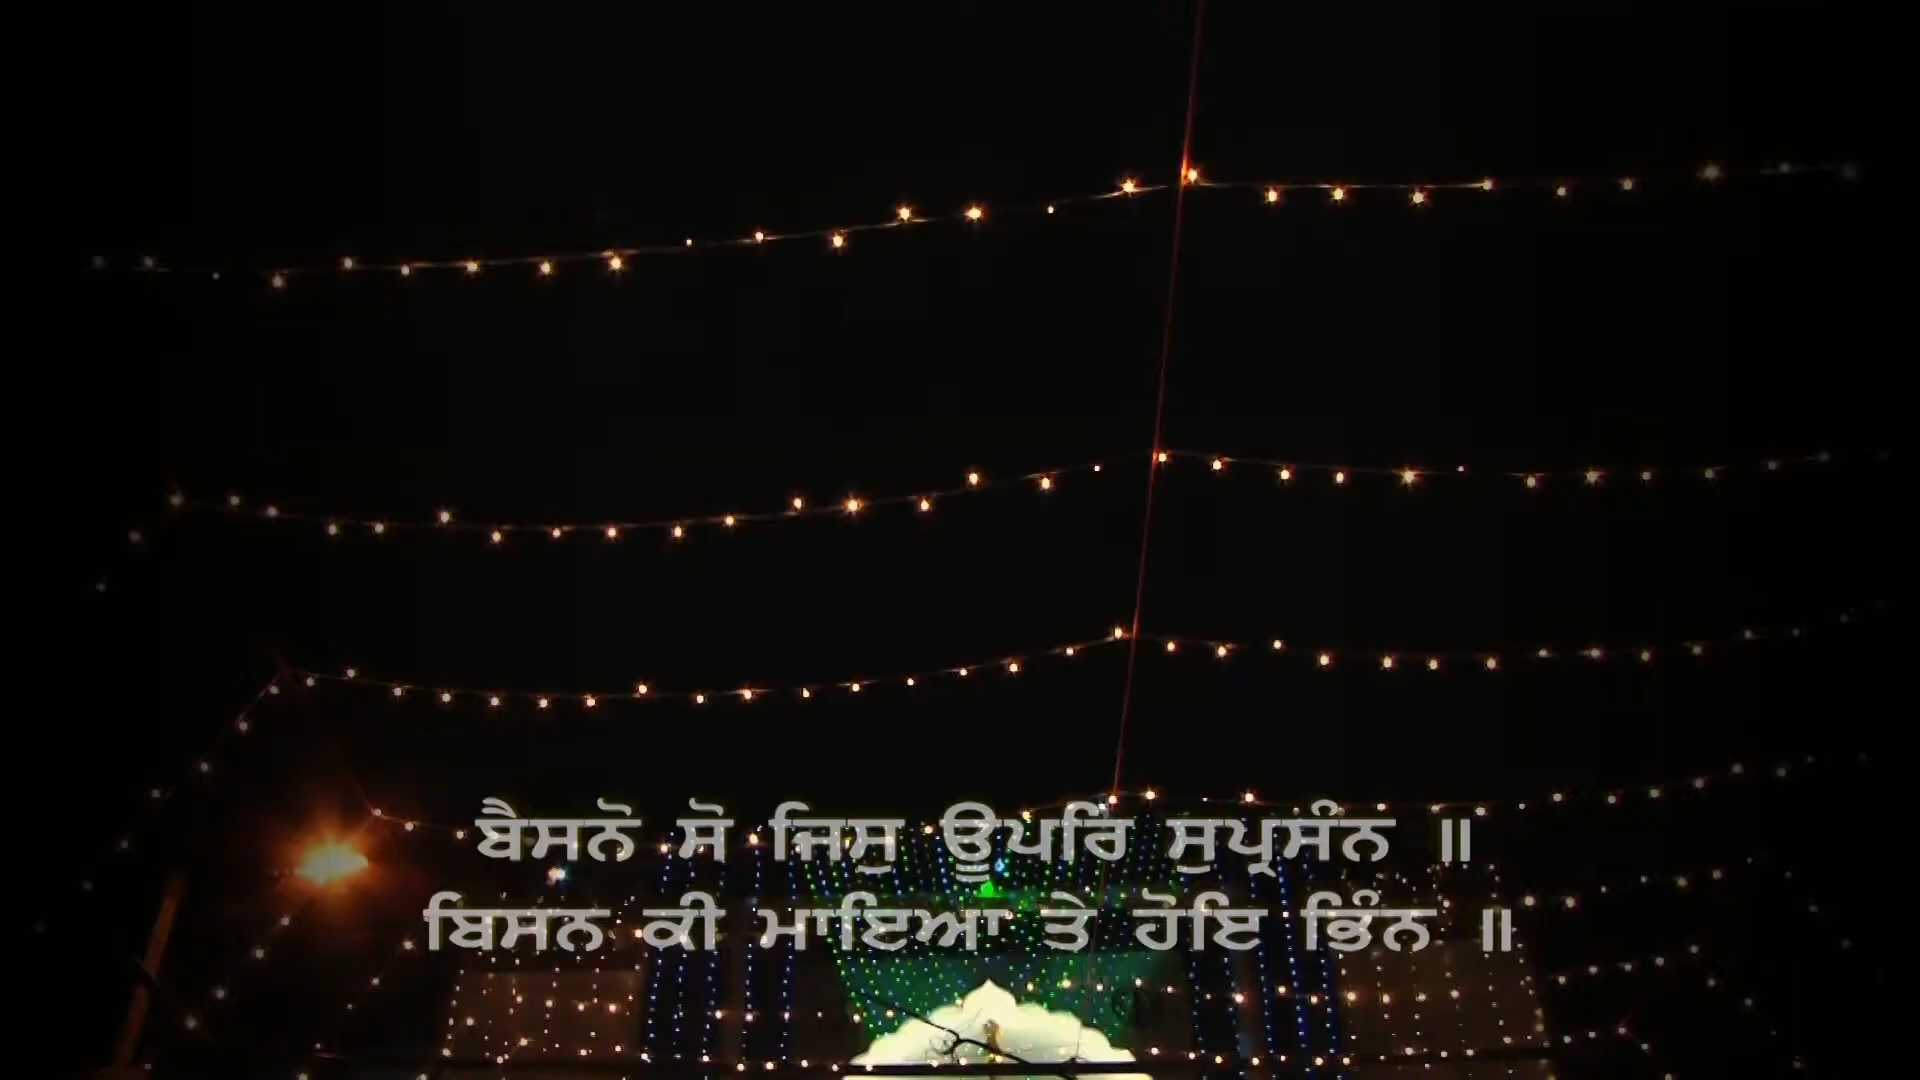 ਬੈਸਨੋ ਸੋ ਜਿਸੁ ਊਪਰਿ ਸੁਪ੍ਰਸੰਨ ॥
ਬਿਸਨ ਕੀ ਮਾਇਆ ਤੇ ਹੋਇ ਭਿੰਨ ॥